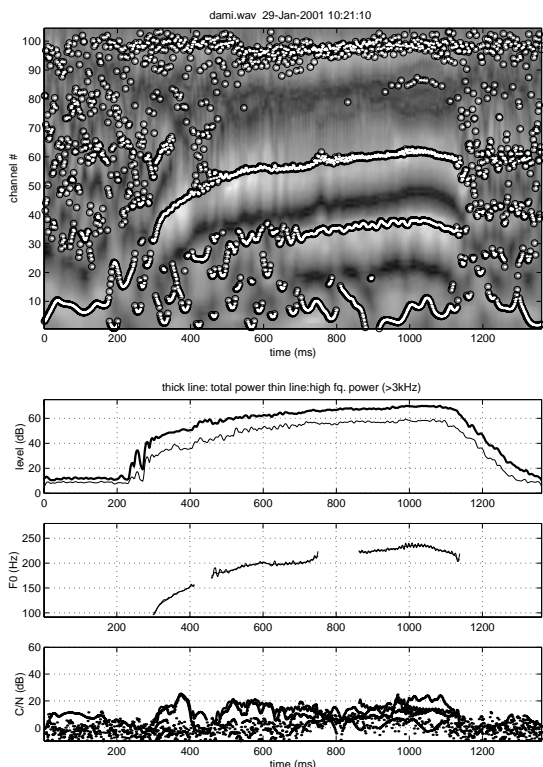 dami.wav  29-Jan-2001 10:21:10
100
90
80
70
60
50
40
30
20
10
channel #
0 200 400 600 800 1000 1200
time (ms)
thick line: total power thin line:high fq. power (>3kHz)
60
40
20
0
level (dB)
0 200 400 600 800 1000 1200
250
200
150
100
F0 (Hz)
200 400 600 800 1000 1200
60
40
20
0
C/N (dB)
0 200 400 600 800 1000 1200
time (ms)